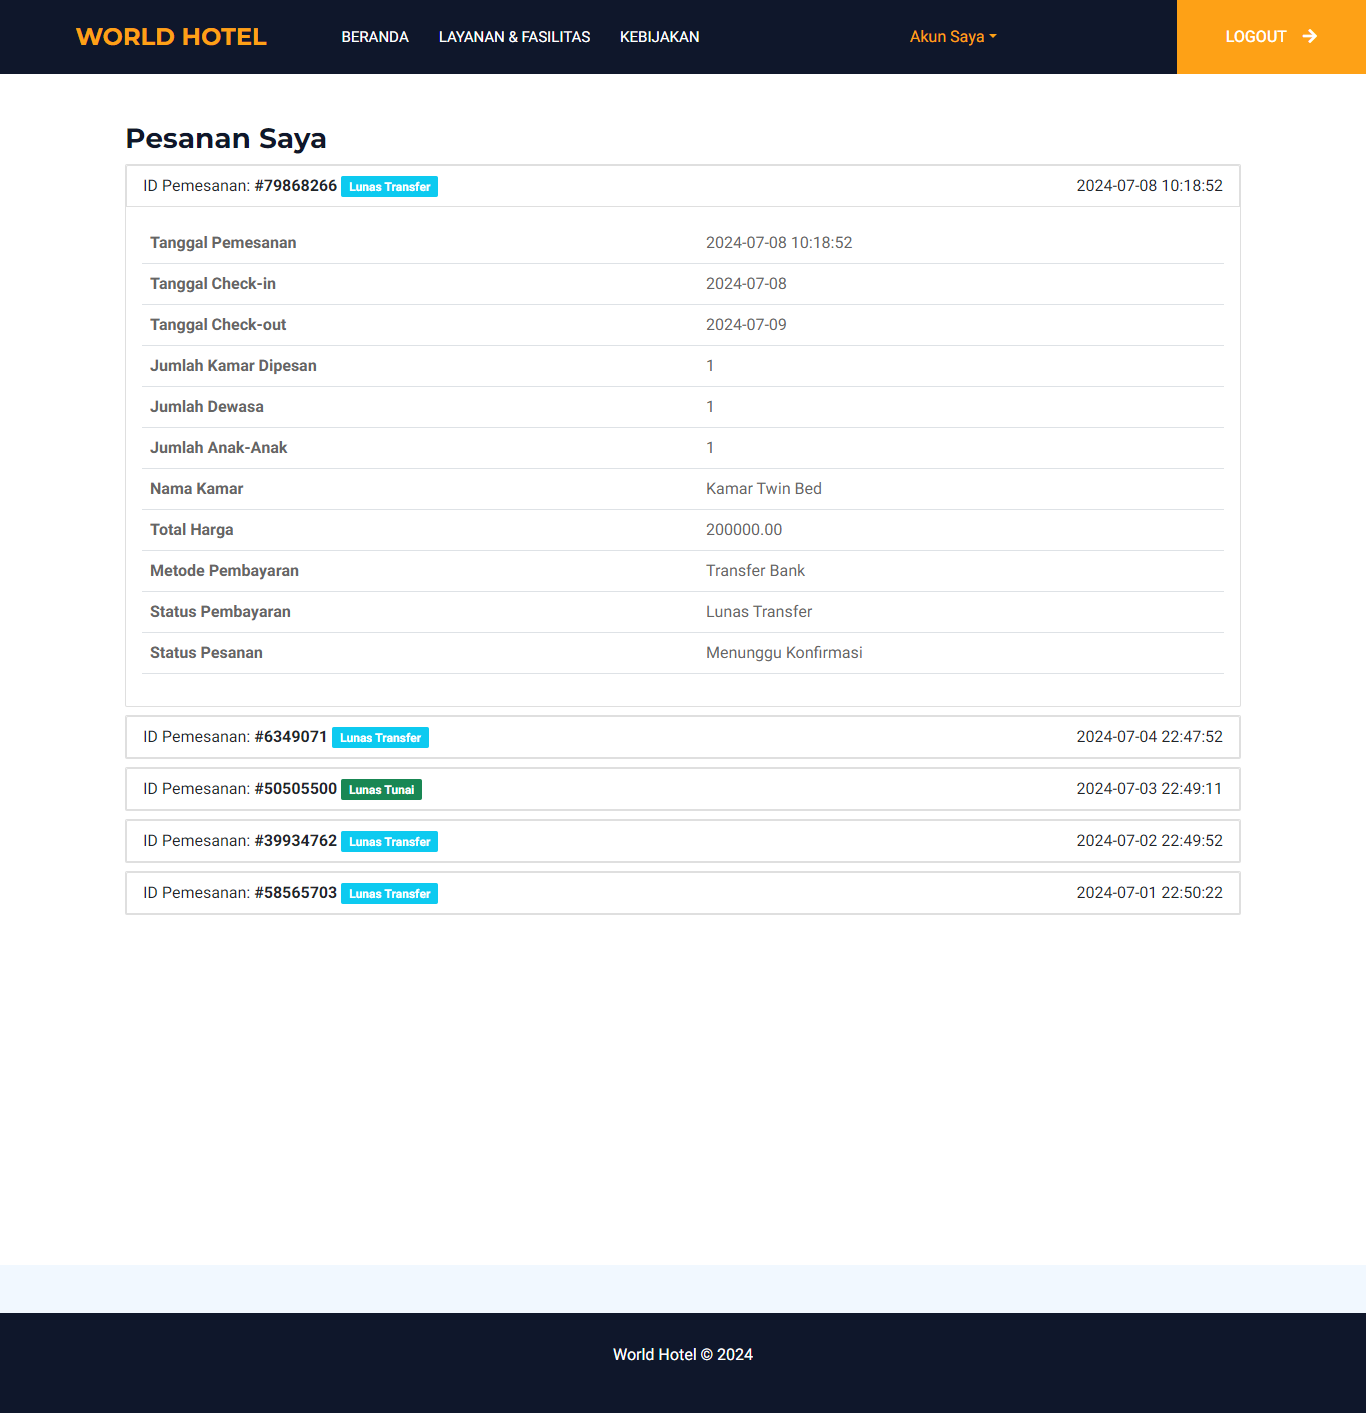 WORLD HOTEL BERANDA LAYANAN & FASILITAS KEBIJAKAN Akun Saya LOGOUT
Pesanan Saya
ID Pemesanan: #79868266 Lunas Transfer 2024-07-08 10:18:52
Tanggal Pemesanan 2024-07-08 10:18:52
Tanggal Check-in 2024-07-08
Tanggal Check-out 2024-07-09
Jumlah Kamar Dipesan 1
Jumlah Dewasa 1
Jumlah Anak-Anak 1
Nama Kamar Kamar Twin Bed
Total Harga 200000.00
Metode Pembayaran Transfer Bank
Status Pembayaran Lunas Transfer
Status Pesanan Menunggu Konfirmasi
ID Pemesanan: #6349071 Lunas Transfer 2024-07-04 22:47:52
ID Pemesanan: #50505500 Lunas Tunai 2024-07-03 22:49:11
ID Pemesanan: #39934762 Lunas Transfer 2024-07-02 22:49:52
ID Pemesanan: #58565703 Lunas Transfer 2024-07-01 22:50:22
World Hotel © 2024